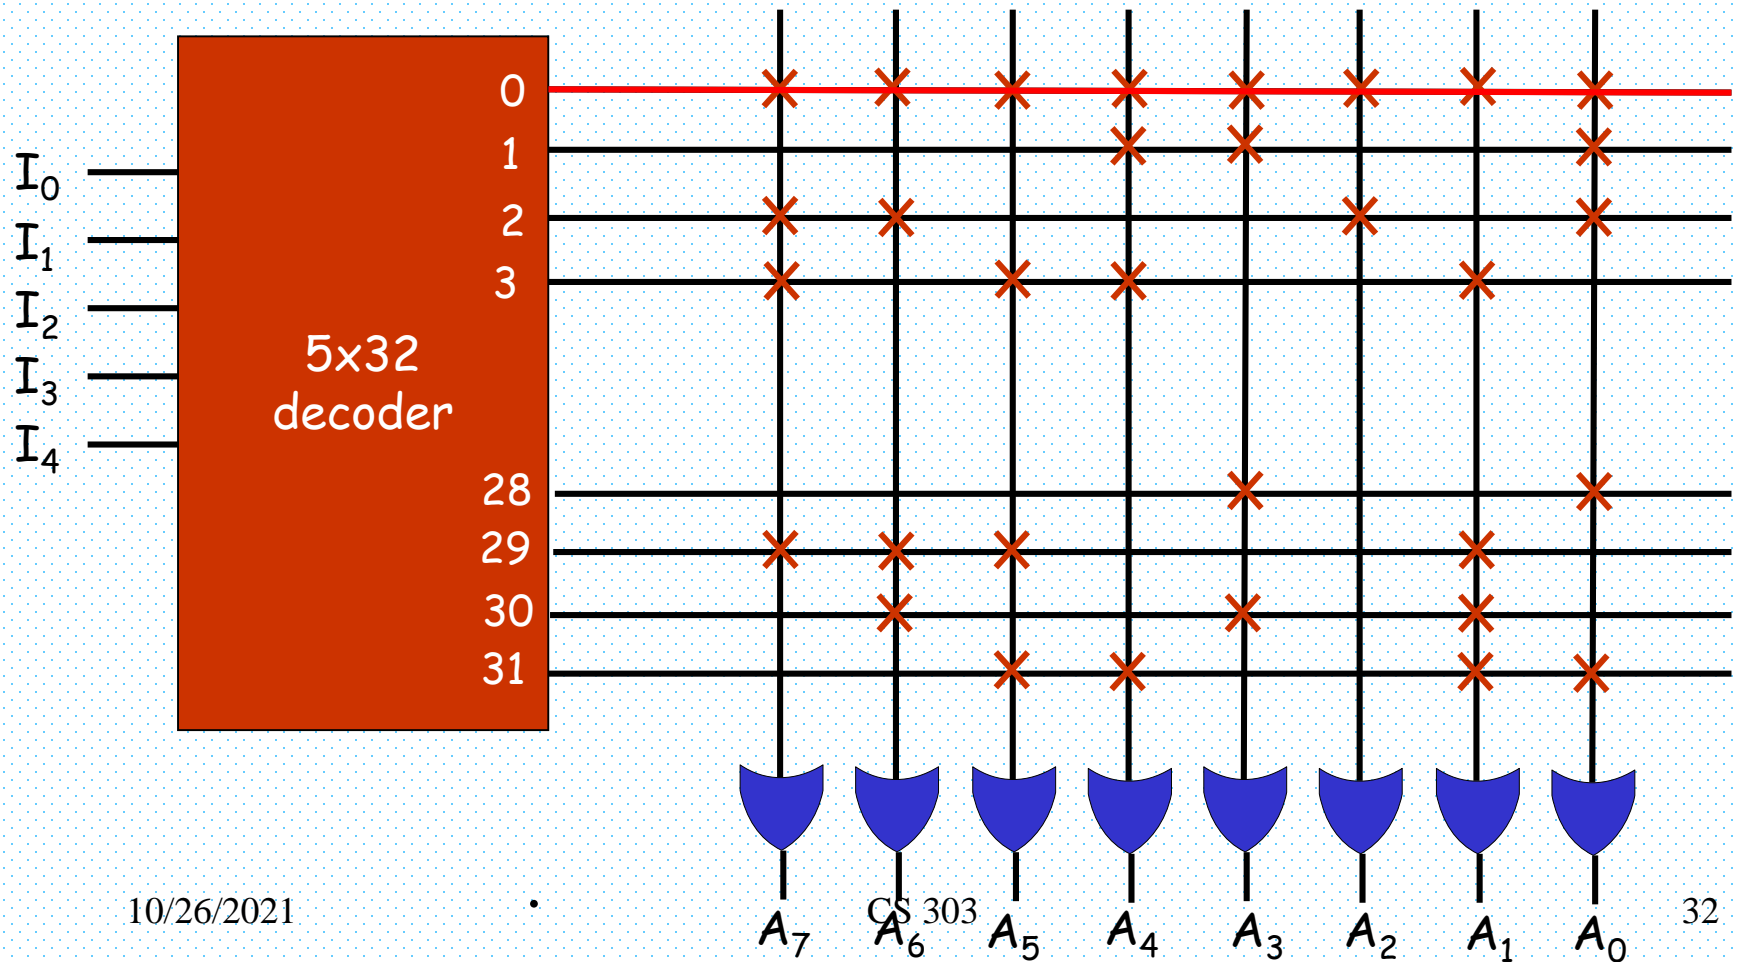 0
1
2
3
I₀
I₁
I₂
I₃
I₄
5x32
decoder
28
29
30
31
A₇ A₆ A₅ A₄ A₃ A₂ A₁ A₀
10/26/2021 • CS 303 32